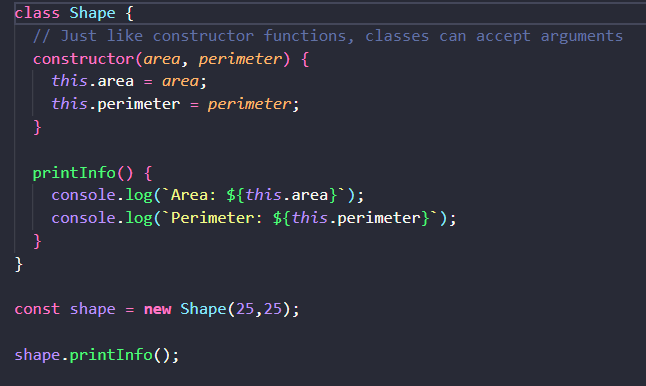 class Shape {
  // Just like constructor functions, classes can accept arguments
  constructor(area, perimeter) {
    this.area = area;
    this.perimeter = perimeter;
  }

  printInfo() {
    console.log(`Area: ${this.area}`);
    console.log(`Perimeter: ${this.perimeter}`);
  }
}

const shape = new Shape(25,25);

shape.printInfo();